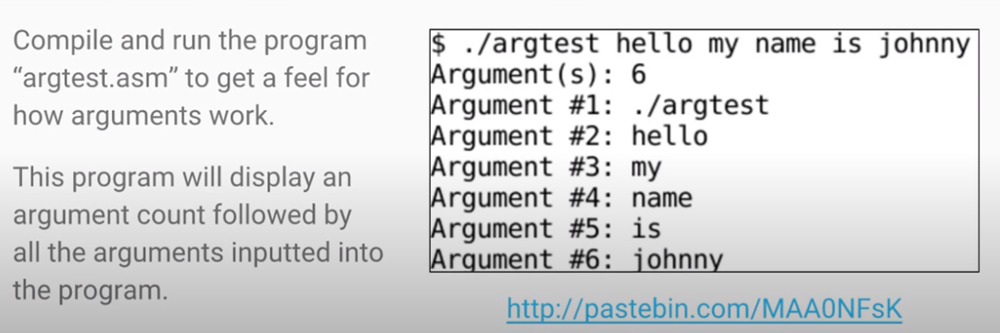 Compile and run the program
“argtest.asm” to get a feel for
how arguments work.
This program will display an
argument count followed by
all the arguments inputted into
the program.
$ ./argtest hello my name is johnny
Argument(s): 6
Argument #1: ./argtest
Argument #2: hello
Argument #3: my
Argument #4: name
Argument #5: is
Argument #6: johnny
http://pastebin.com/MAA0NFsK